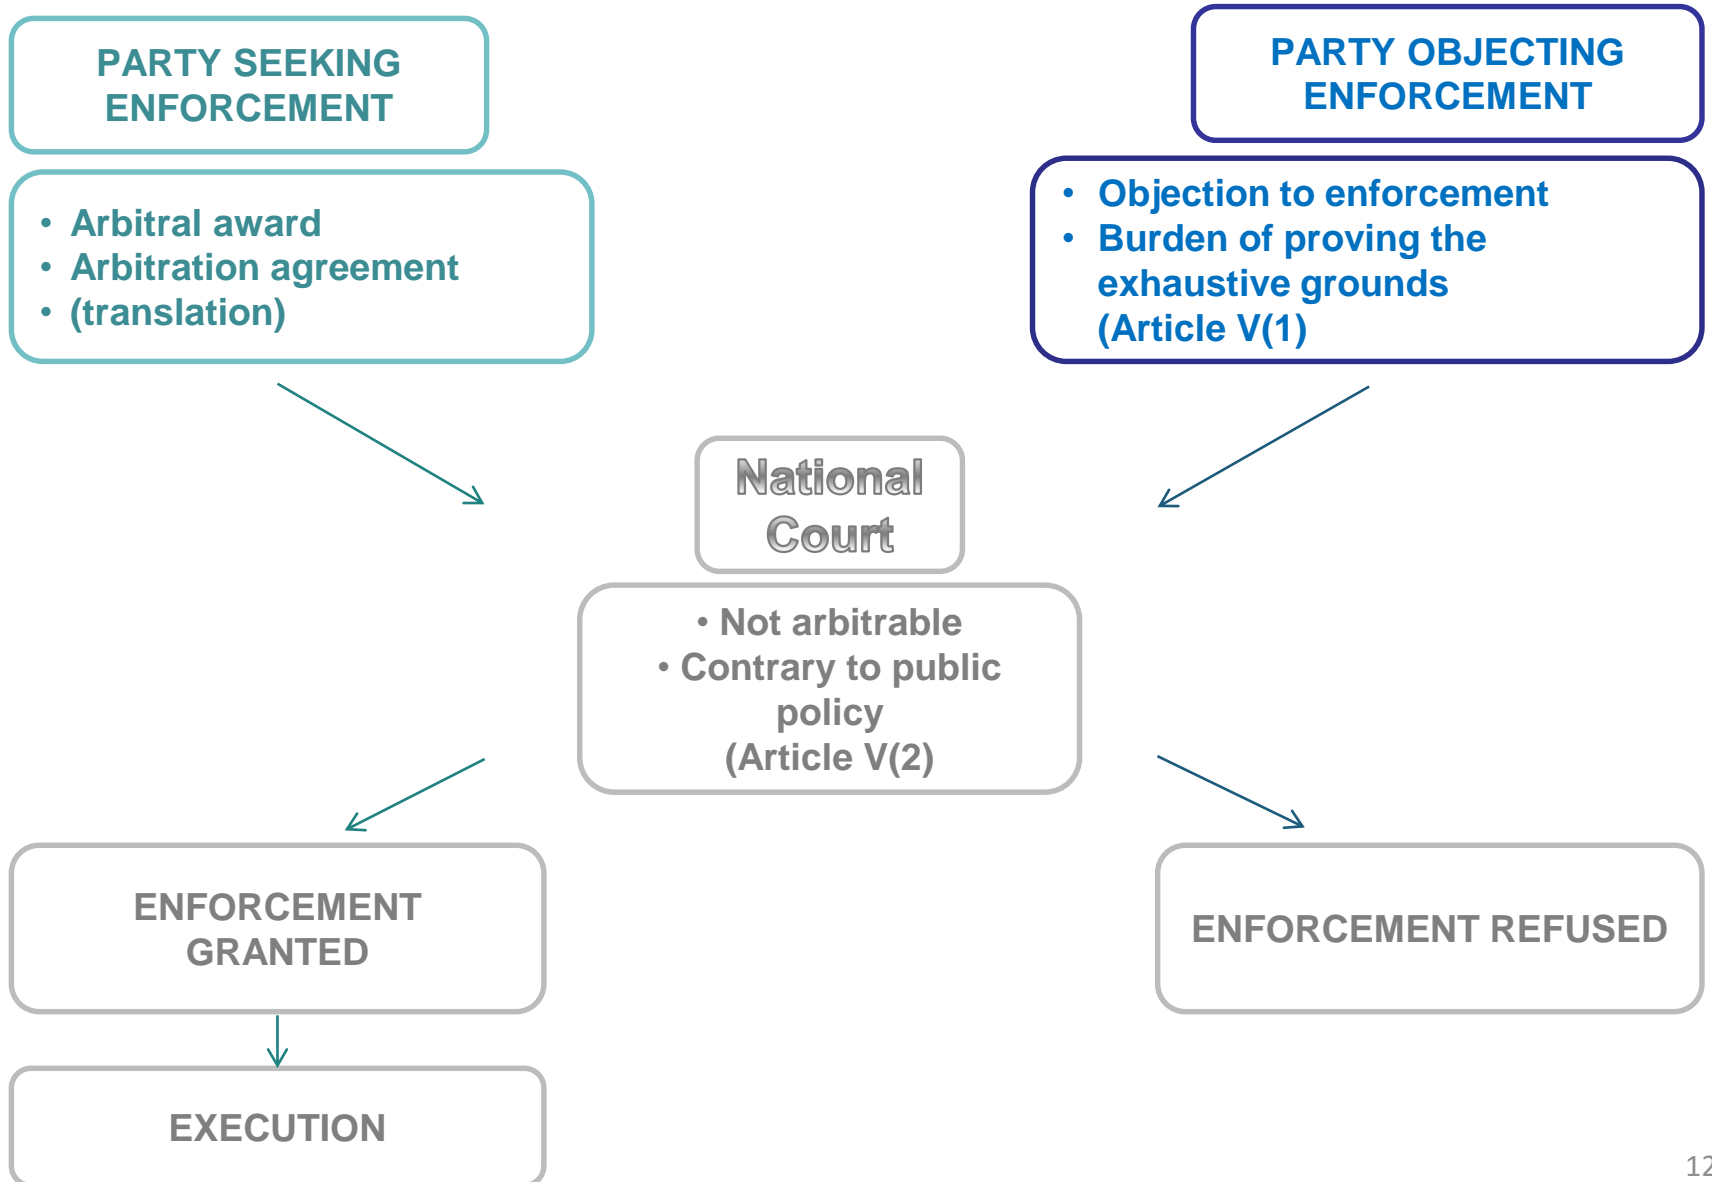 PARTY SEEKING
ENFORCEMENT
• Arbitral award
• Arbitration agreement
• (translation)
PARTY OBJECTING
ENFORCEMENT
• Objection to enforcement
• Burden of proving the
exhaustive grounds
(Article V(1)
National
Court
• Not arbitrable
• Contrary to public
policy
(Article V(2)
ENFORCEMENT
GRANTED
ENFORCEMENT REFUSED
EXECUTION
12